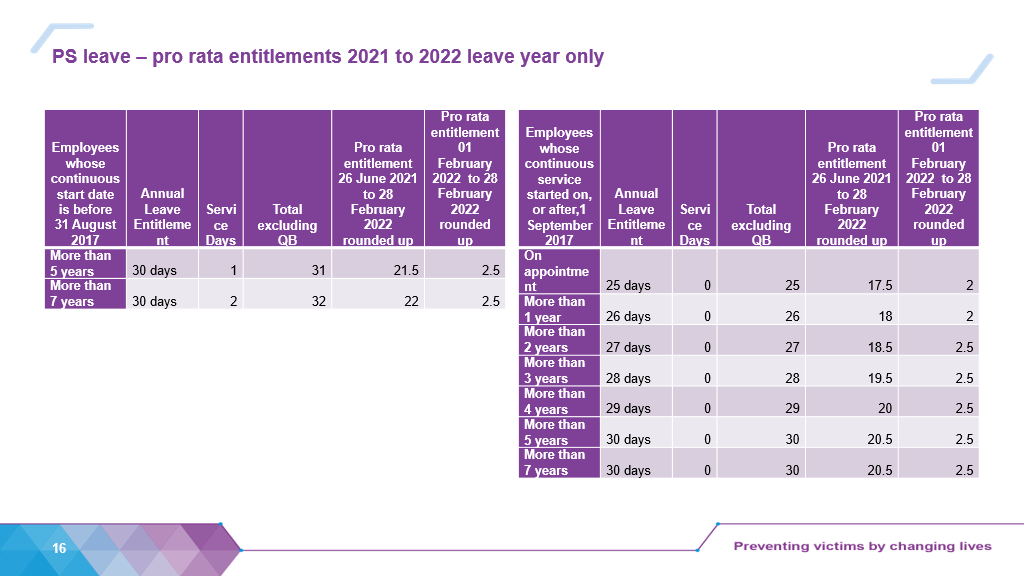 PS leave – pro rata entitlements 2021 to 2022 leave year only
Employees
whose
continuous
start date
is before
31 August
2017
Annual
Leave
Entitleme
nt
Servi
ce
Days
Total
excluding
QB
Pro rata
entitlement
26 June 2021
to 28
February
2022
rounded up
Pro rata
entitlement
01
February
2022 to 28
February
2022
rounded
up
More than
5 years
30 days
1
31
21.5
2.5
More than
7 years
30 days
2
32
22
2.5
Employees
whose
continuous
service
started on,
or after,1
September
2017
Annual
Leave
Entitleme
nt
Servi
ce
Days
Total
excluding
QB
Pro rata
entitlement
26 June 2021
to 28
February
2022
rounded up
Pro rata
entitlement
01
February
2022 to 28
February
2022
rounded
up
On
appointme
nt
25 days
0
25
17.5
2
More than
1 year
26 days
0
26
18
2
More than
2 years
27 days
0
27
18.5
2.5
More than
3 years
28 days
0
28
19.5
2.5
More than
4 years
29 days
0
29
20
2.5
More than
5 years
30 days
0
30
20.5
2.5
More than
7 years
30 days
0
30
20.5
2.5
16
Preventing victims by changing lives